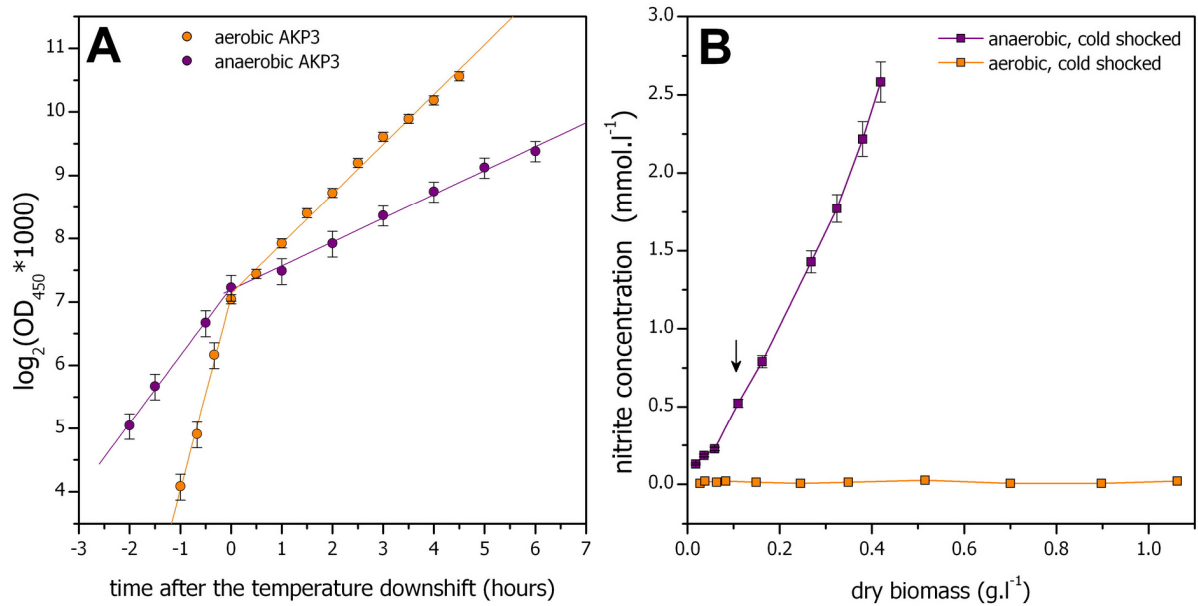 A
aerobic AKP3
anaerobic AKP3
log2(OD450*1000)
11
10
9
8
7
6
5
4
-3 -2 -1 0 1 2 3 4 5 6 7
time after the temperature downshift (hours)
B
anaerobic, cold shocked
aerobic, cold shocked
nitrite concentration (mmol.l-1)
3.0
2.5
2.0
1.5
1.0
0.5
0.0
0.0 0.2 0.4 0.6 0.8 1.0
dry biomass (g.l-1)